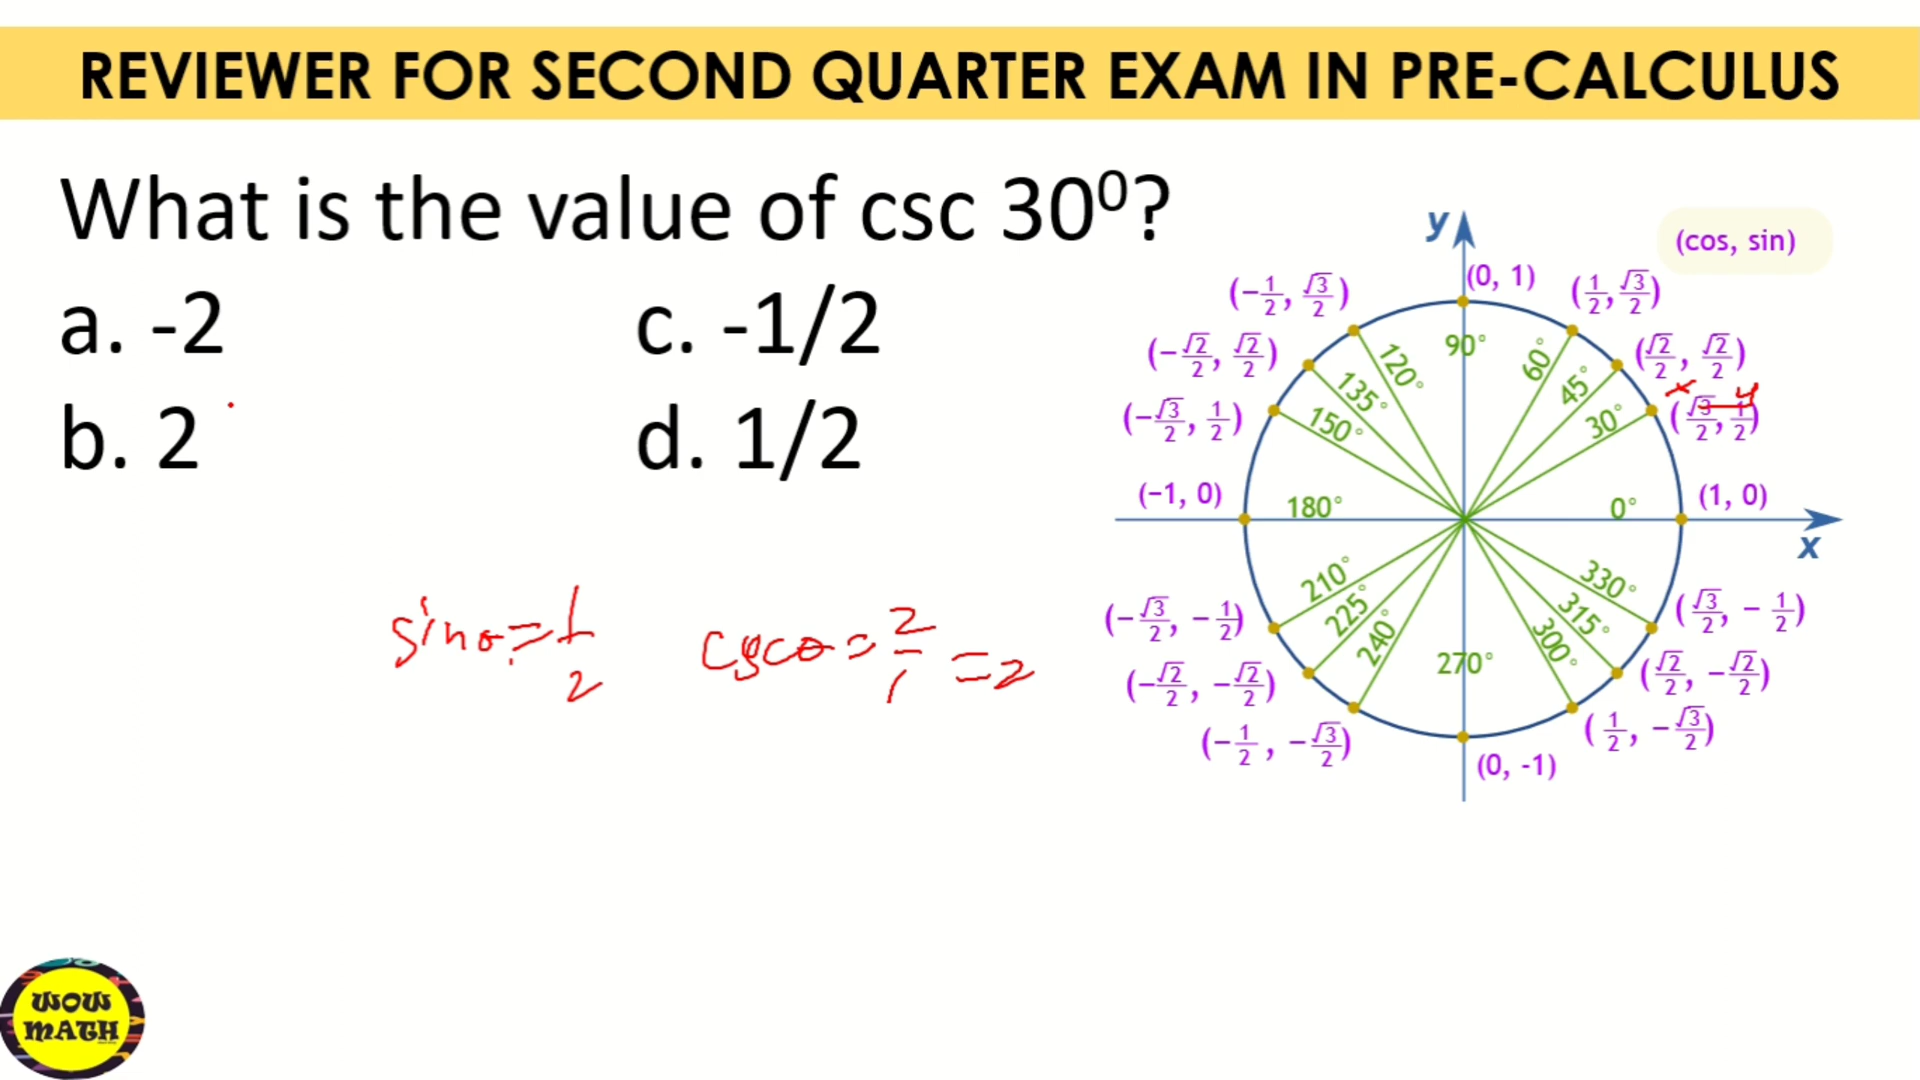 REVIEWER FOR SECOND QUARTER EXAM IN PRE-CALCULUS
What is the value of csc 30⁰?
a. -2
c. -1/2
b. 2
d. 1/2
y
(cos, sin)
(0, 1)
(-1/2, √3/2)
(1/2, √3/2)
(-√2/2, √2/2)
(√2/2, √2/2)
x y
(-√3/2, 1/2)
(√3/2, 1/2)
120°
90°
60°
135°
45°
150°
30°
(-1, 0)
180°
0°
(1, 0)
x
210°
330°
225°
315°
240°
300°
270°
(-√3/2, -1/2)
(√3/2, -1/2)
(-√2/2, -√2/2)
(√2/2, -√2/2)
(-1/2, -√3/2)
(1/2, -√3/2)
(0, -1)
sinθ = 1/2
cscθ = 2/1 = 2
WOW
MATH